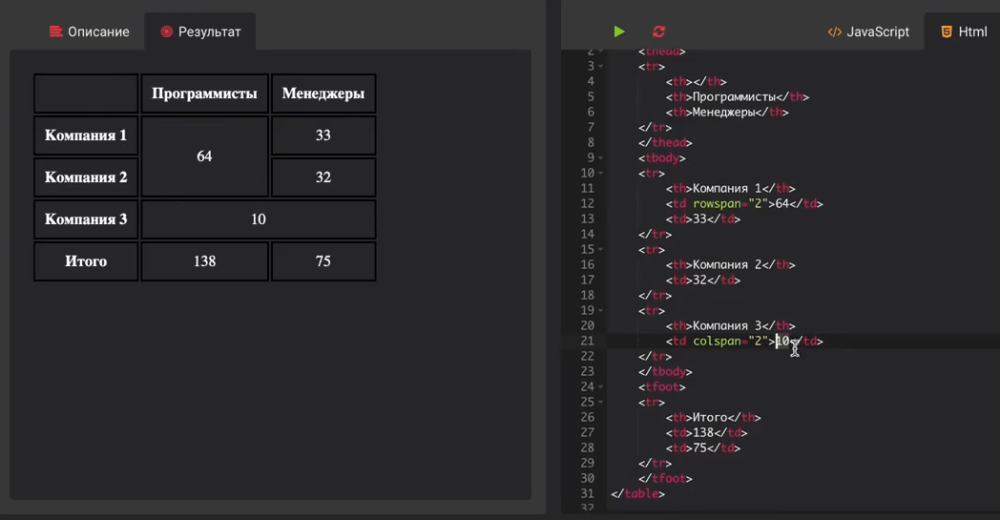 Описание
Результат
Программисты Менеджеры
Компания 1 64 33
Компания 2 32
Компания 3 10
Итого 138 75
JavaScript
Html
2 <thead>
3 <tr>
4 <th></th>
5 <th>Программисты</th>
6 <th>Менеджеры</th>
7 </tr>
8 </thead>
9 <tbody>
10 <tr>
11 <th>Компания 1</th>
12 <td rowspan="2">64</td>
13 <td>33</td>
14 </tr>
15 <tr>
16 <th>Компания 2</th>
17 <td>32</td>
18 </tr>
19 <tr>
20 <th>Компания 3</th>
21 <td colspan="2">10</td>
22 </tr>
23 </tbody>
24 <tfoot>
25 <tr>
26 <th>Итого</th>
27 <td>138</td>
28 <td>75</td>
29 </tr>
30 </tfoot>
31 </table>
32